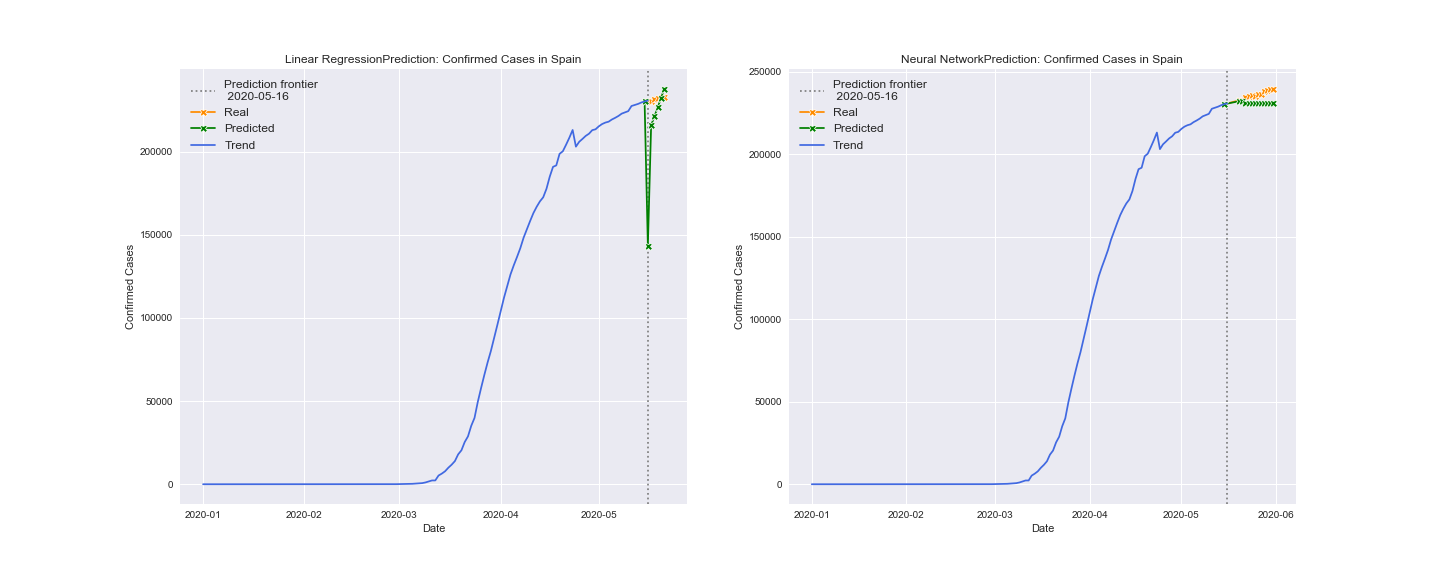 Linear RegressionPrediction: Confirmed Cases in Spain
Prediction frontier
2020-05-16
Real
Predicted
Trend
200000
150000
100000
50000
0
Confirmed Cases
2020-01
2020-02
2020-03
2020-04
2020-05
Date
Neural NetworkPrediction: Confirmed Cases in Spain
Prediction frontier
2020-05-16
Real
Predicted
Trend
250000
200000
150000
100000
50000
0
Confirmed Cases
2020-01
2020-02
2020-03
2020-04
2020-05
2020-06
Date